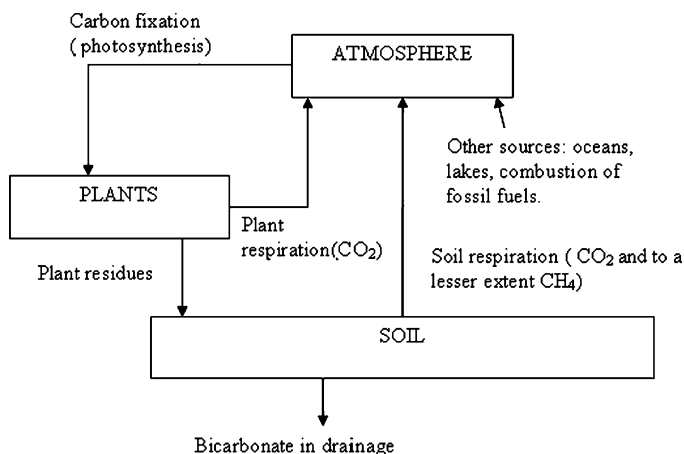 Carbon fixation
( photosynthesis)
ATMOSPHERE
Other sources: oceans,
lakes, combustion of
fossil fuels.
PLANTS
Plant
respiration(CO₂)
Plant residues
Soil respiration ( CO₂ and to a
lesser extent CH₄)
SOIL
Bicarbonate in drainage